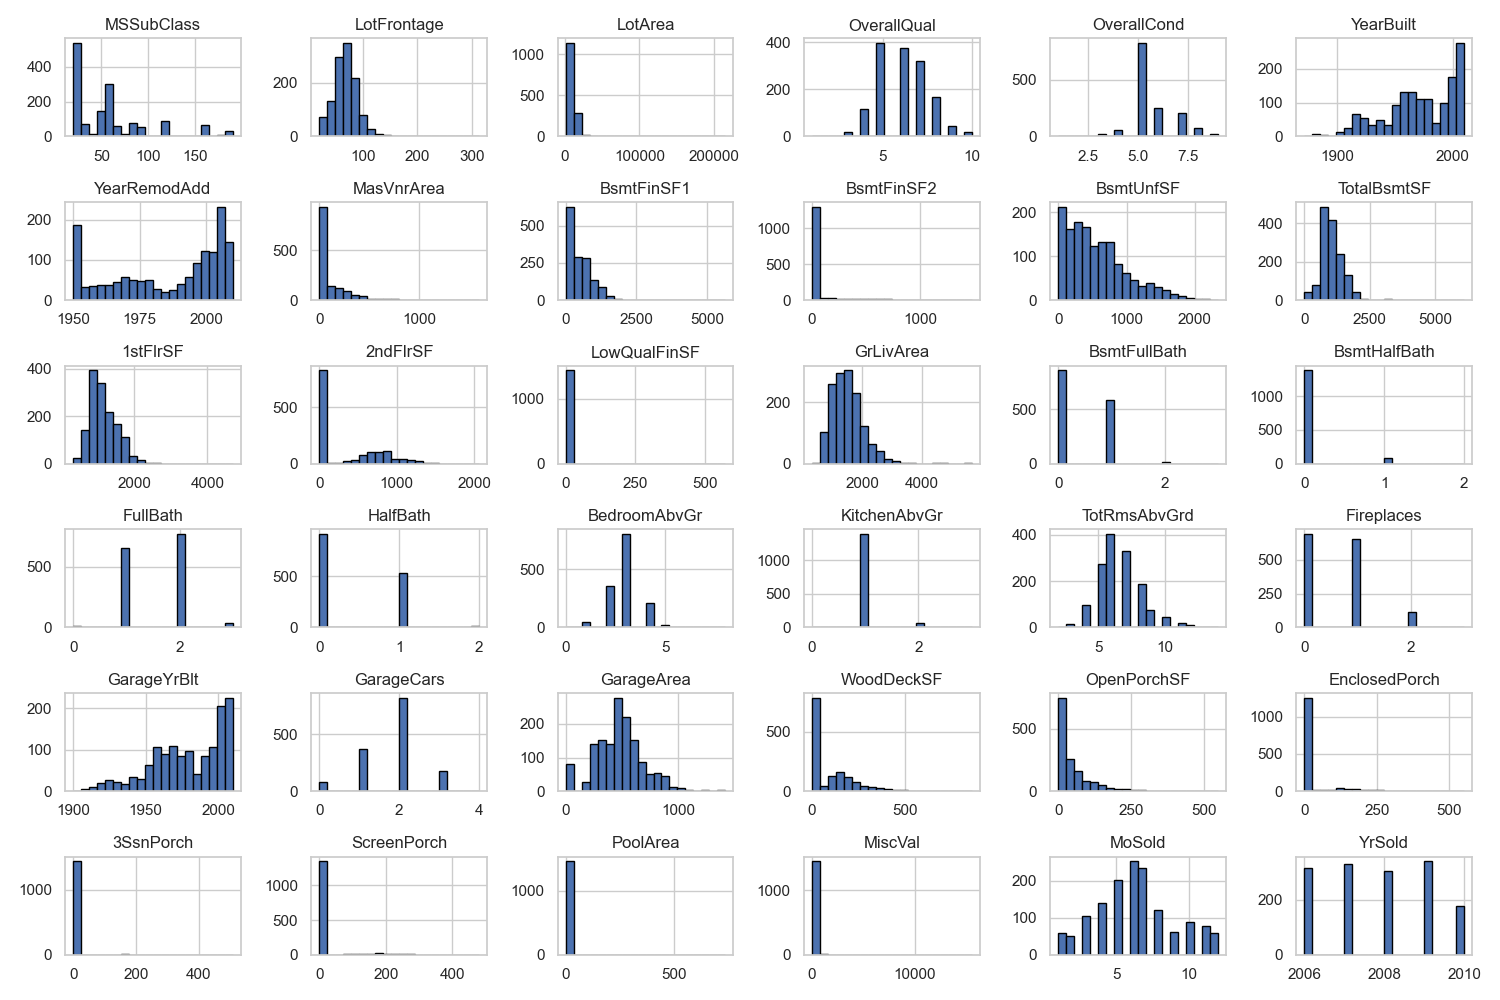 MSSubClass LotFrontage LotArea OverallQual OverallCond YearBuilt
400 200 0 50 100 150
200 0 100 200 300
1000 500 0 0 100000 200000
400 200 0 5 10
500 0 2.5 5.0 7.5
200 100 0 1900 2000
YearRemodAdd MasVnrArea BsmtFinSF1 BsmtFinSF2 BsmtUnfSF TotalBsmtSF
200 100 0 1950 1975 2000
500 0 0 1000
500 250 0 0 2500 5000
1000 500 0 0 1000
200 100 0 0 1000 2000
400 200 0 0 2500 5000
1stFlrSF 2ndFlrSF LowQualFinSF GrLivArea BsmtFullBath BsmtHalfBath
400 200 0 2000 4000
500 0 0 1000 2000
1000 0 0 250 500
200 0 2000 4000
500 0 0 2
1000 500 0 0 1 2
FullBath HalfBath BedroomAbvGr KitchenAbvGr TotRmsAbvGrd Fireplaces
500 0 0 2
500 0 0 1 2
500 0 0 5
1000 500 0 0 2
400 200 0 5 10
500 250 0 0 2
GarageYrBlt GarageCars GarageArea WoodDeckSF OpenPorchSF EnclosedPorch
200 100 0 1900 1950 2000
500 0 0 2 4
200 100 0 0 1000
500 0 0 500
500 0 0 250 500
1000 500 0 0 250 500
3SsnPorch ScreenPorch PoolArea MiscVal MoSold YrSold
1000 0 0 200 400
1000 500 0 0 200 400
1000 0 0 500
1000 0 0 10000
200 100 0 5 10
200 0 2006 2008 2010